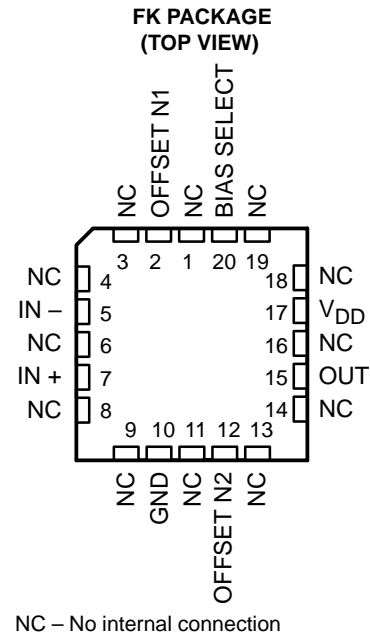 FK PACKAGE
(TOP VIEW)
NC
OFFSET N1
NC
BIAS SELECT
NC
3 2 1 20 19
NC 4
IN – 5
NC 6
IN + 7
NC 8
18 NC
17 VDD
16 NC
15 OUT
14 NC
9 10 11 12 13
NC
GND
NC
OFFSET N2
NC
NC – No internal connection